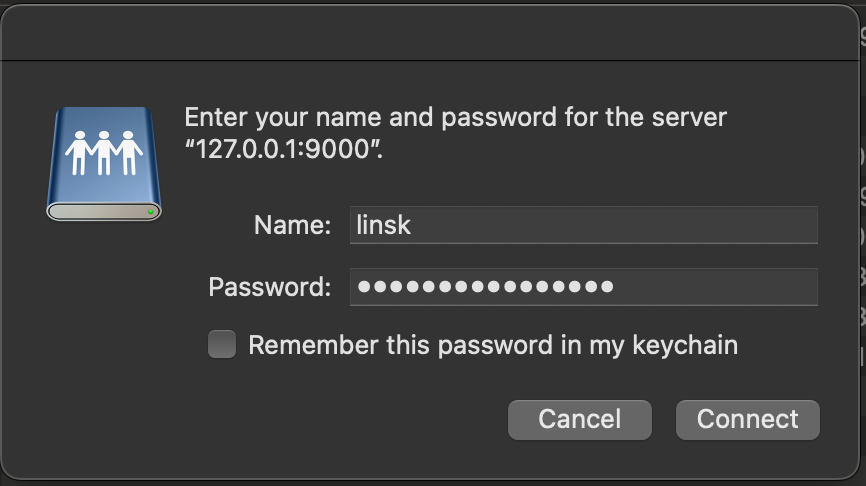 Enter your name and password for the server
“127.0.0.1:9000”.
Name: linsk
Password: ●●●●●●●●●●●●●●●●
Remember this password in my keychain
Cancel Connect